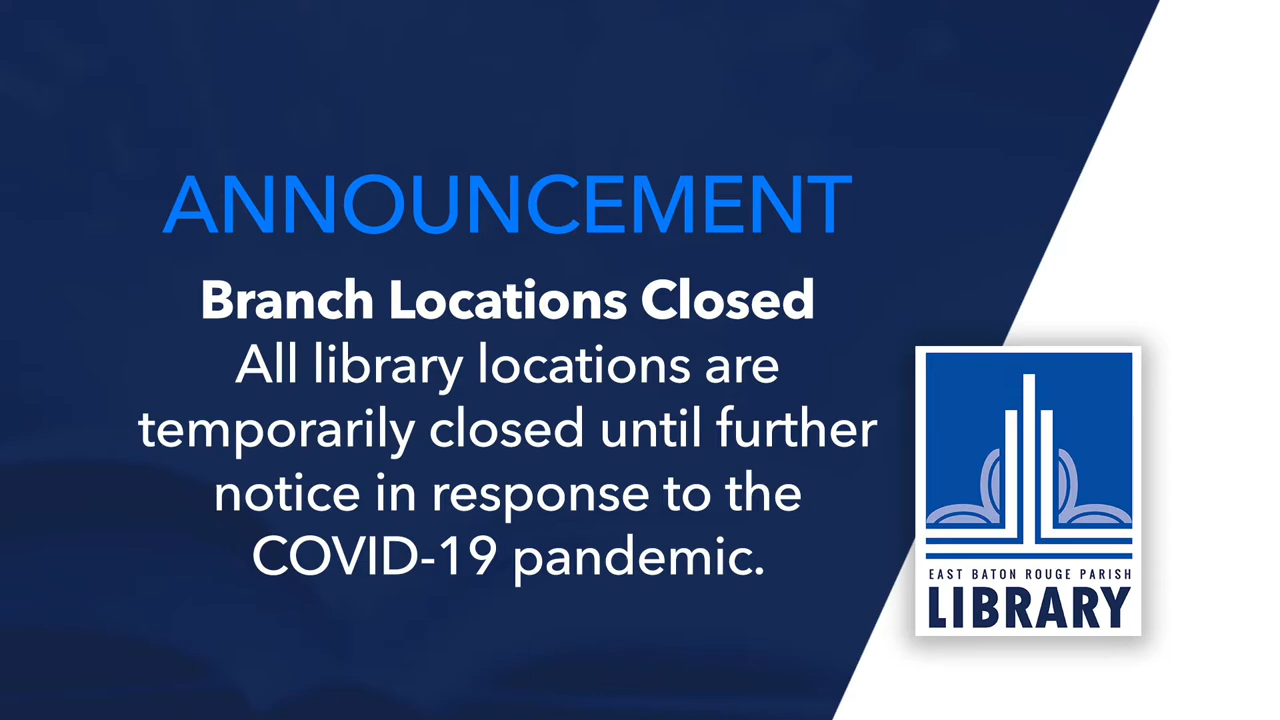 ANNOUNCEMENT
Branch Locations Closed
All library locations are
temporarily closed until further
notice in response to the
COVID-19 pandemic.
EAST BATON ROUGE PARISH
LIBRARY